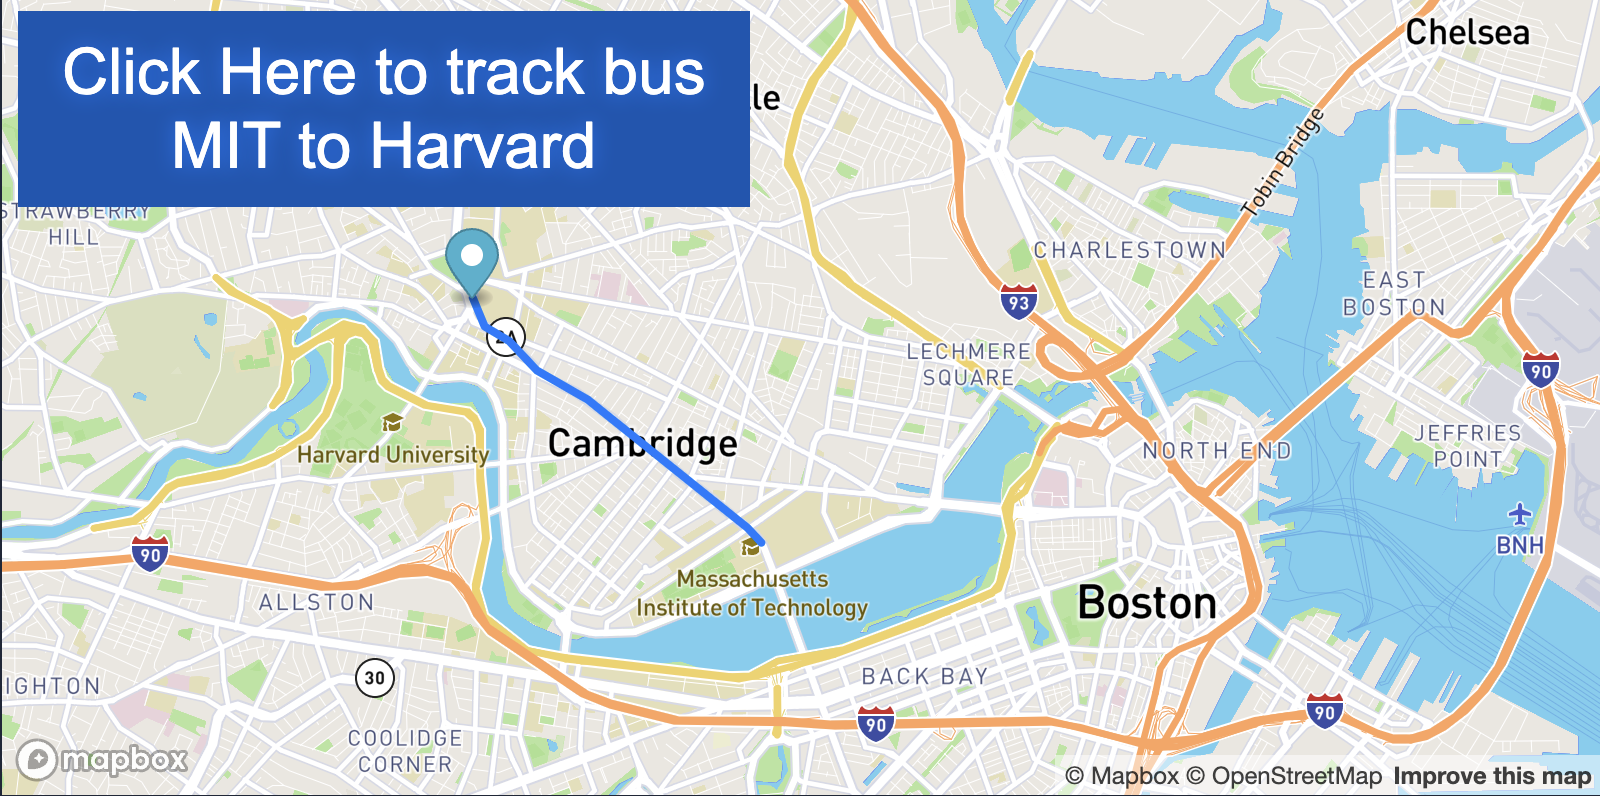 Click Here to track bus
MIT to Harvard
Chelsea
Tobin Bridge
STRAWBERRY
HILL
CHARLESTOWN
EAST
BOSTON
93
2A
LECHMERE
SQUARE
90
Cambridge
Harvard University
NORTH END
JEFFRIES
POINT
90
BNH
Massachusetts
Institute of Technology
ALLSTON
Boston
30
BACK BAY
IGHTON
90
90
COOLIDGE
CORNER
mapbox
© Mapbox © OpenStreetMap Improve this map